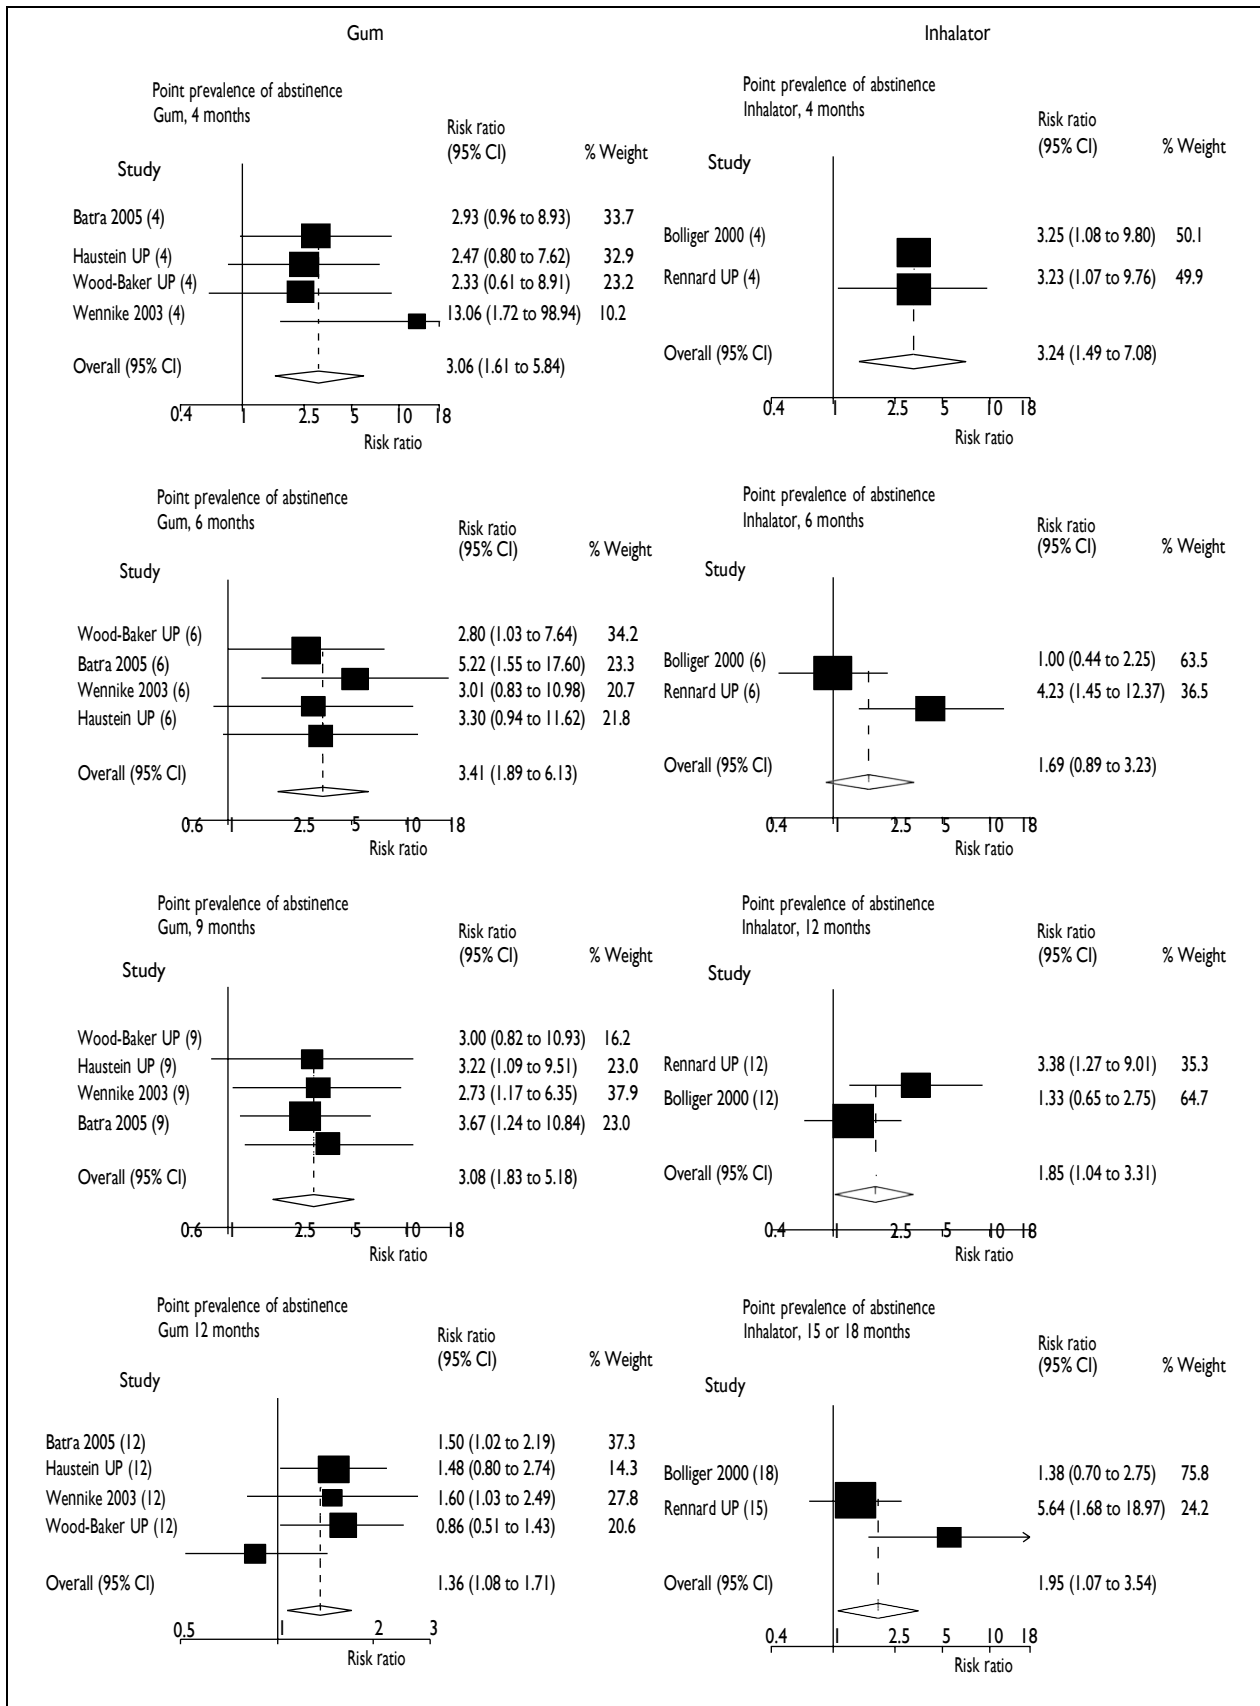 Gum
Point prevalence of abstinence
Gum, 4 months
Risk ratio
(95% CI) % Weight
Study
Batra 2005 (4) 2.93 (0.96 to 8.93) 33.7
Haustein UP (4) 2.47 (0.80 to 7.62) 32.9
Wood-Baker UP (4) 2.33 (0.61 to 8.91) 23.2
Wennike 2003 (4) 13.06 (1.72 to 98.94) 10.2
Overall (95% CI) 3.06 (1.61 to 5.84)
0.4 1 2.5 5 10 18
Risk ratio
Point prevalence of abstinence
Gum, 6 months
Risk ratio
(95% CI) % Weight
Study
Wood-Baker UP (6) 2.80 (1.03 to 7.64) 34.2
Batra 2005 (6) 5.22 (1.55 to 17.60) 23.3
Wennike 2003 (6) 3.01 (0.83 to 10.98) 20.7
Haustein UP (6) 3.30 (0.94 to 11.62) 21.8
Overall (95% CI) 3.41 (1.89 to 6.13)
0.6 1 2.5 5 10 18
Risk ratio
Point prevalence of abstinence
Gum, 9 months
Risk ratio
(95% CI) % Weight
Study
Wood-Baker UP (9) 3.00 (0.82 to 10.93) 16.2
Haustein UP (9) 3.22 (1.09 to 9.51) 23.0
Wennike 2003 (9) 2.73 (1.17 to 6.35) 37.9
Batra 2005 (9) 3.67 (1.24 to 10.84) 23.0
Overall (95% CI) 3.08 (1.83 to 5.18)
0.6 1 2.5 5 10 18
Risk ratio
Point prevalence of abstinence
Gum 12 months
Risk ratio
(95% CI) % Weight
Study
Batra 2005 (12) 1.50 (1.02 to 2.19) 37.3
Haustein UP (12) 1.48 (0.80 to 2.74) 14.3
Wennike 2003 (12) 1.60 (1.03 to 2.49) 27.8
Wood-Baker UP (12) 0.86 (0.51 to 1.43) 20.6
Overall (95% CI) 1.36 (1.08 to 1.71)
0.5 1 2 3
Risk ratio
Inhalator
Point prevalence of abstinence
Inhalator, 4 months
Risk ratio
(95% CI) % Weight
Study
Bolliger 2000 (4) 3.25 (1.08 to 9.80) 50.1
Rennard UP (4) 3.23 (1.07 to 9.76) 49.9
Overall (95% CI) 3.24 (1.49 to 7.08)
0.4 1 2.5 5 10 18
Risk ratio
Point prevalence of abstinence
Inhalator, 6 months
Risk ratio
(95% CI) % Weight
Study
Bolliger 2000 (6) 1.00 (0.44 to 2.25) 63.5
Rennard UP (6) 4.23 (1.45 to 12.37) 36.5
Overall (95% CI) 1.69 (0.89 to 3.23)
0.4 1 2.5 5 10 18
Risk ratio
Point prevalence of abstinence
Inhalator, 12 months
Risk ratio
(95% CI) % Weight
Study
Rennard UP (12) 3.38 (1.27 to 9.01) 35.3
Bolliger 2000 (12) 1.33 (0.65 to 2.75) 64.7
Overall (95% CI) 1.85 (1.04 to 3.31)
0.4 1 2.5 5 10 18
Risk ratio
Point prevalence of abstinence
Inhalator, 15 or 18 months
Risk ratio
(95% CI) % Weight
Study
Bolliger 2000 (18) 1.38 (0.70 to 2.75) 75.8
Rennard UP (15) 5.64 (1.68 to 18.97) 24.2
Overall (95% CI) 1.95 (1.07 to 3.54)
0.4 1 2.5 5 10 18
Risk ratio